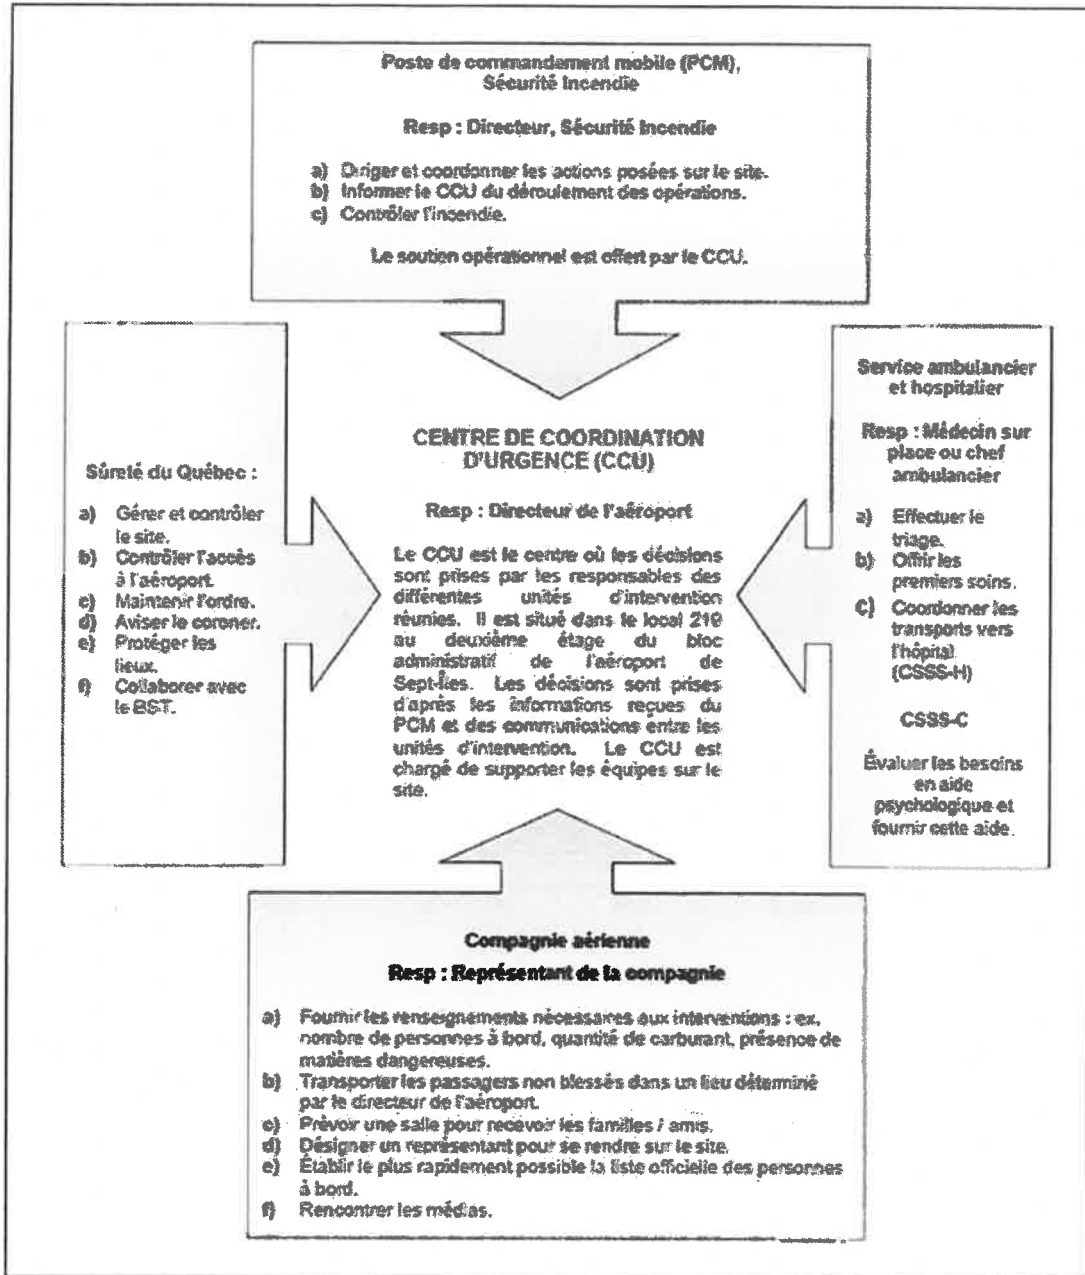 Poste de commandement mobile (PCM),
Sécurité Incendie
Resp : Directeur, Sécurité Incendie
a) Diriger et coordonner les actions posées sur le site.
b) Informer le CCU du déroulement des opérations.
c) Contrôler l'incendie.
Le soutien opérationnel est offert par le CCU.
Sûreté du Québec :
a) Gérer et contrôler
le site.
b) Contrôler l'accès
à l'aéroport.
c) Maintenir l'ordre.
d) Aviser le coroner.
e) Protéger les
lieux.
f) Collaborer avec
le BST.
CENTRE DE COORDINATION
D'URGENCE (CCU)
Resp : Directeur de l'aéroport
Le CCU est le centre où les décisions
sont prises par les responsables des
différentes unités d'intervention
réunies. Il est situé dans le local 210
au deuxième étage du bloc
administratif de l'aéroport de
Sept-Îles. Les décisions sont prises
d'après les informations reçues du
PCM et des communications entre les
unités d'intervention. Le CCU est
chargé de supporter les équipes sur le
site.
Service ambulancier
et hospitalier
Resp : Médecin sur
place ou chef
ambulancier
a) Effectuer le
triage.
b) Offrir les
premiers soins.
c) Coordonner les
transports vers
l'hôpital
(CSSS-H)
CSSS-C
Évaluer les besoins
en aide
psychologique et
fournir cette aide.
Compagnie aérienne
Resp : Représentant de la compagnie
a) Fournir les renseignements nécessaires aux interventions : ex.
nombre de personnes à bord, quantité de carburant, présence de
matières dangereuses.
b) Transporter les passagers non blessés dans un lieu déterminé
par le directeur de l'aéroport.
c) Prévoir une salle pour recevoir les familles / amis.
d) Désigner un représentant pour se rendre sur le site.
e) Établir le plus rapidement possible la liste officielle des personnes
à bord.
f) Rencontrer les médias.